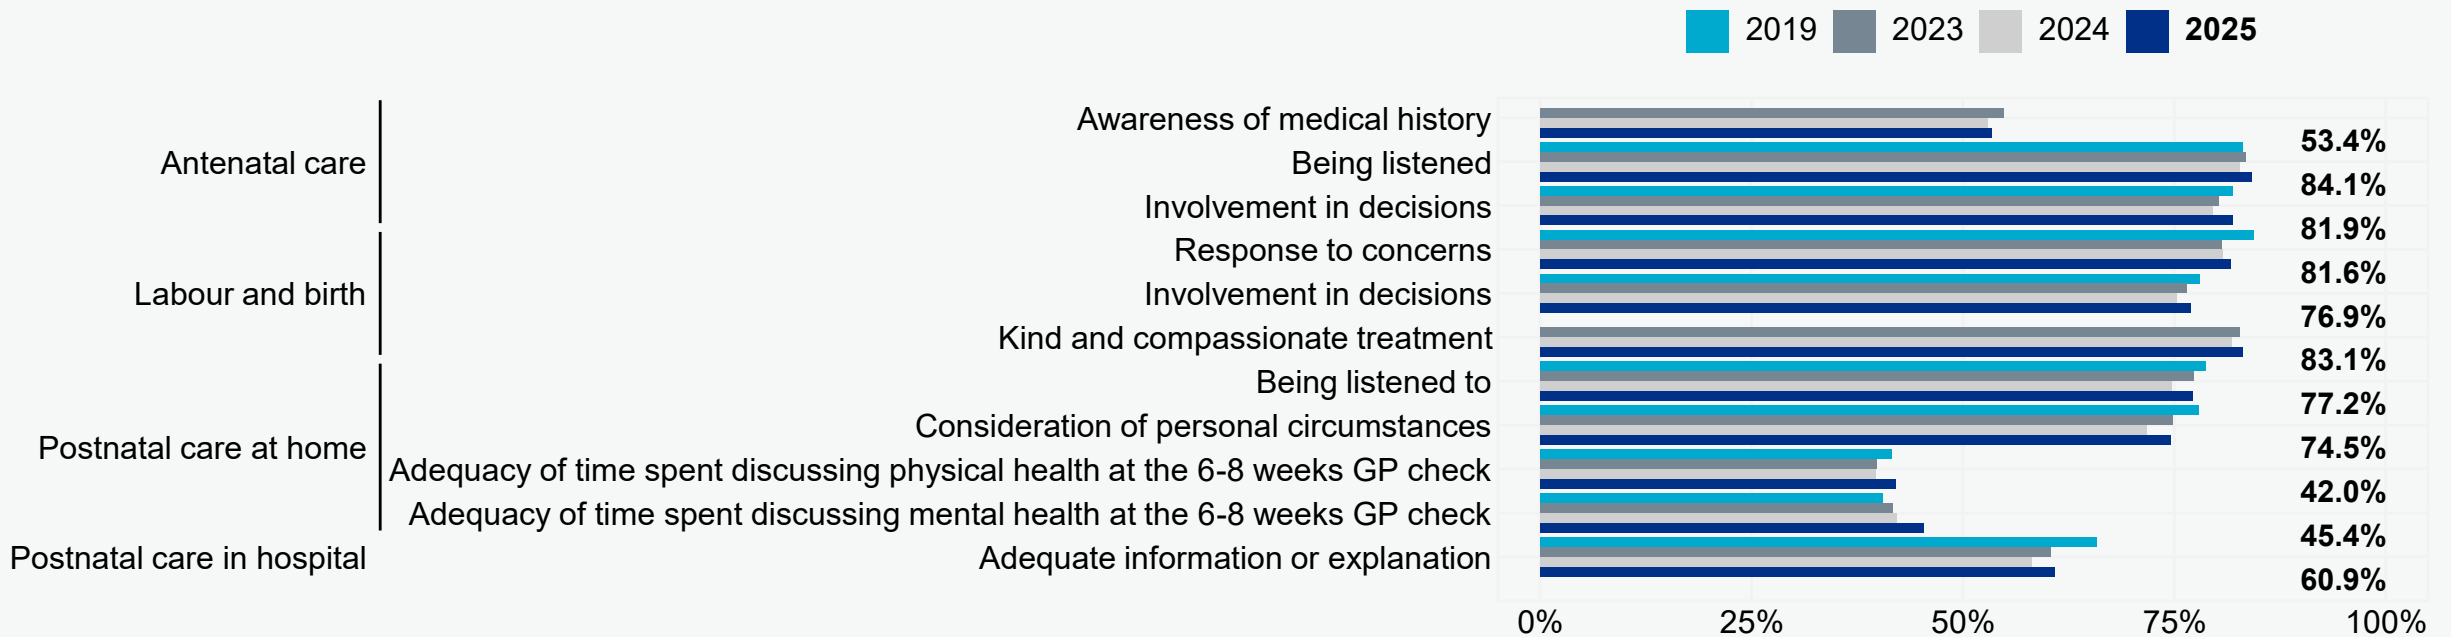 2019 2023 2024 2025
Awareness of medical history
53.4%
Antenatal care
Being listened
84.1%
Involvement in decisions
81.9%
Response to concerns
81.6%
Labour and birth
Involvement in decisions
76.9%
Kind and compassionate treatment
83.1%
Being listened to
77.2%
Consideration of personal circumstances
74.5%
Postnatal care at home
Adequacy of time spent discussing physical health at the 6-8 weeks GP check
42.0%
Adequacy of time spent discussing mental health at the 6-8 weeks GP check
45.4%
Postnatal care in hospital
Adequate information or explanation
60.9%
0% 25% 50% 75% 100%